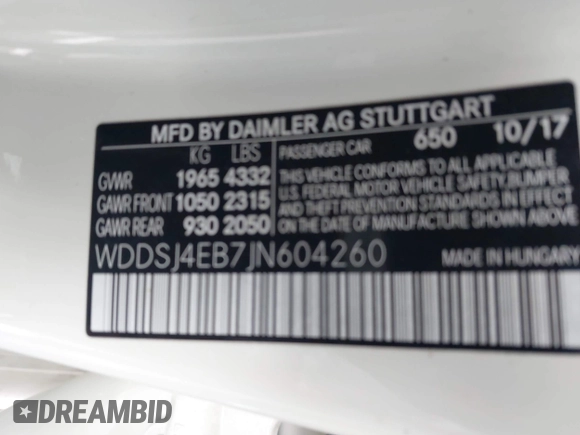 MFD BY DAIMLER AG STUTTGART
KG LBS PASSENGER CAR 650 10/17
GVWR 1965 4332 THIS VEHICLE CONFORMS TO ALL APPLICABLE
GAWR FRONT 1050 2315 U.S. FEDERAL MOTOR VEHICLE SAFETY, BUMPER,
GAWR REAR 930 2050 AND THEFT PREVENTION STANDARDS IN EFFECT
ON THE DATE OF MANUFACTURE SHOWN ABOVE.
WDDSJ4EB7JN604260 MADE IN HUNGARY
DREAMBID